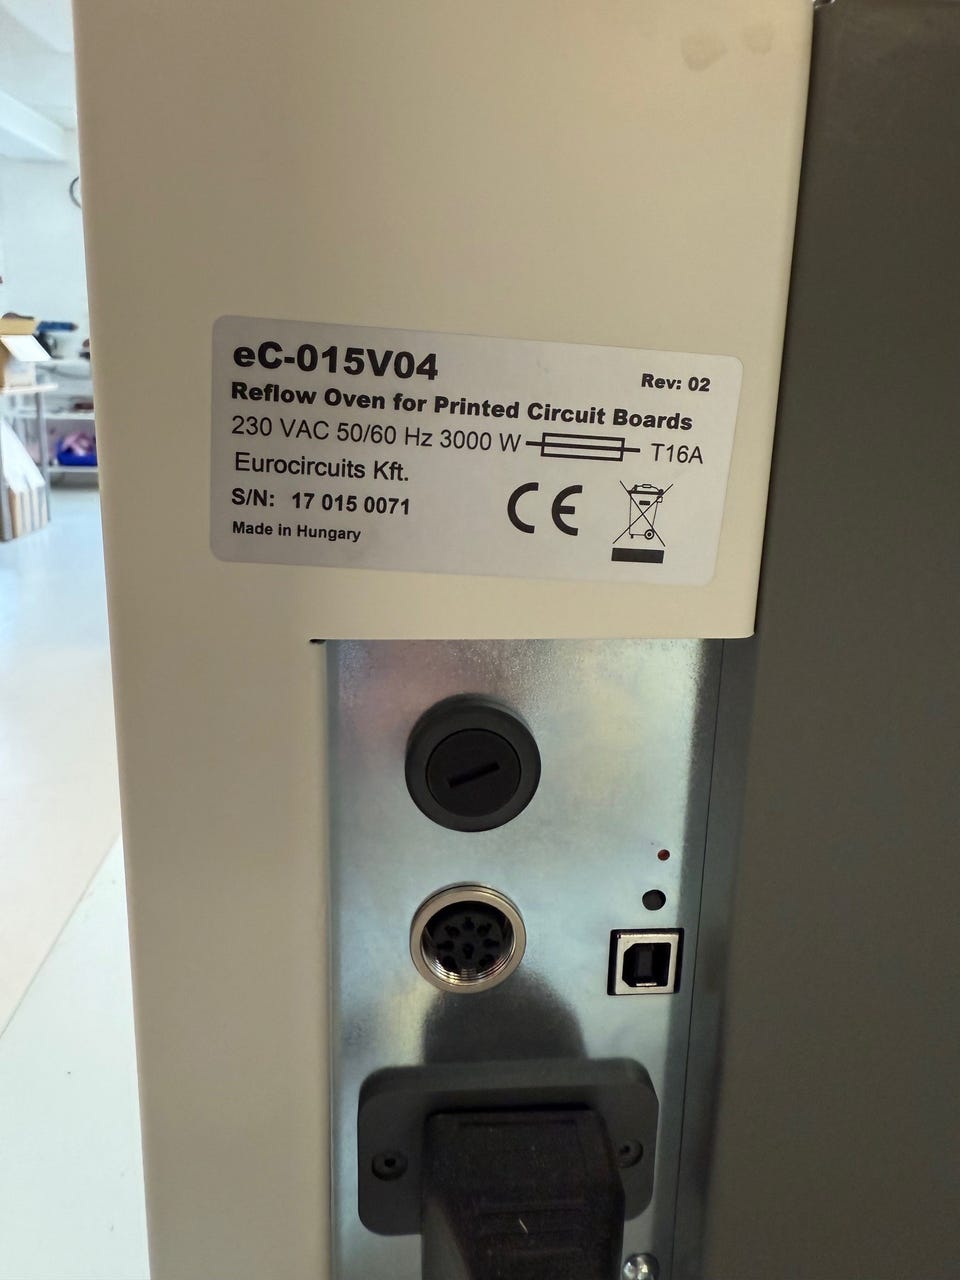 eC-015V04
Rev: 02
Reflow Oven for Printed Circuit Boards
230 VAC 50/60 Hz 3000 W T16A
Eurocircuits Kft.
S/N: 17 015 0071
Made in Hungary
CE